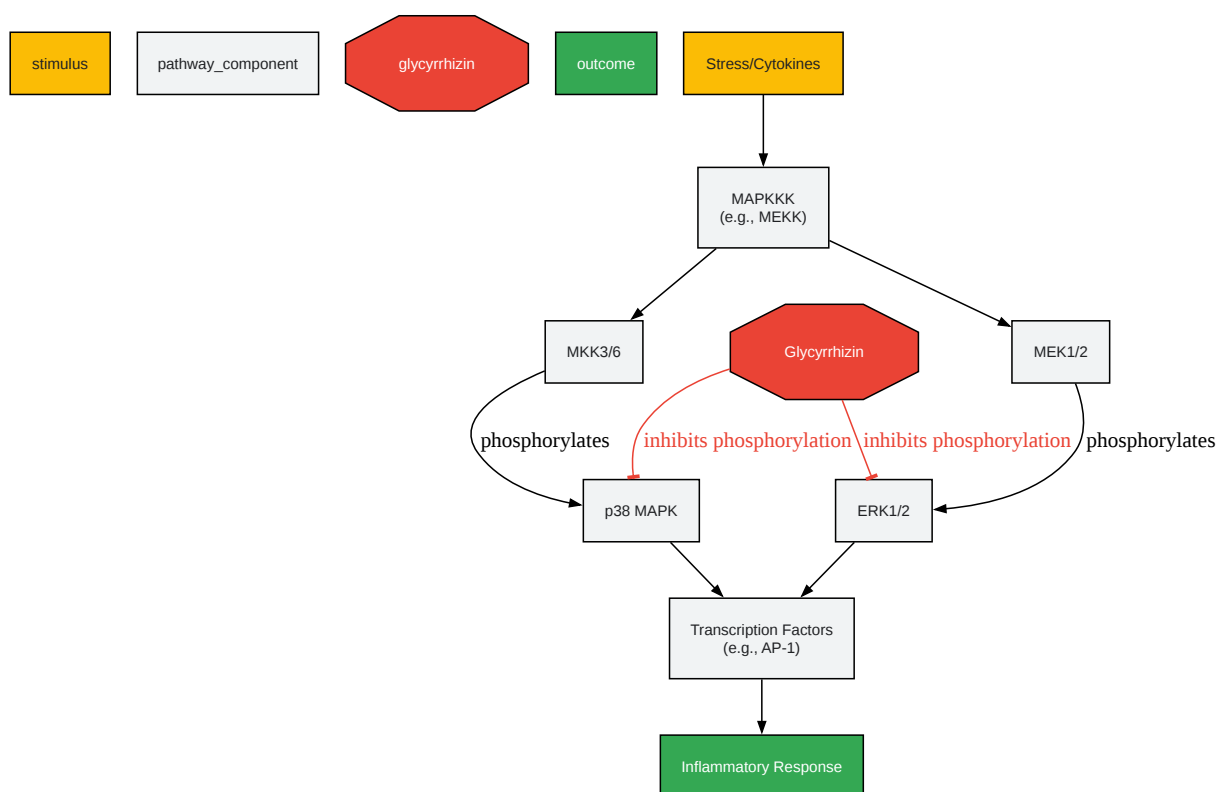 stimulus
pathway_component
glycyrrhizin
outcome
Stress/Cytokines
MAPKKK
(e.g., MEKK)
MKK3/6
Glycyrrhizin
MEK1/2
phosphorylates
inhibits phosphorylation
inhibits phosphorylation
phosphorylates
p38 MAPK
ERK1/2
Transcription Factors
(e.g., AP-1)
Inflammatory Response